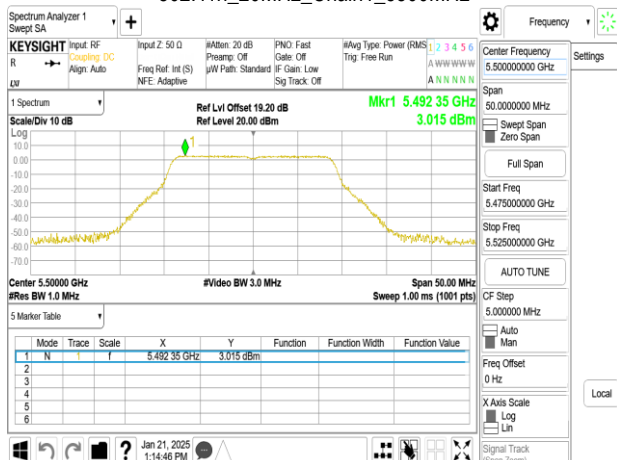 Spectrum Analyzer 1
Swept SA
+
Frequency
KEYSIGHT
R
LXI
Input: RF
Coupling: DC
Align: Auto
Input Z: 50 Ω
Freq Ref: Int (S)
NFE: Adaptive
#Atten: 20 dB
Preamp: Off
µW Path: Standard
PNO: Fast
Gate: Off
IF Gain: Low
Sig Track: Off
#Avg Type: Power (RMS
Trig: Free Run
1 2 3 4 5 6
A W W W W W
A N N N N N
Center Frequency
5.500000000 GHz
Settings
Span
50.0000000 MHz
Swept Span
Zero Span
Full Span
Start Freq
5.475000000 GHz
Stop Freq
5.525000000 GHz
AUTO TUNE
CF Step
5.000000 MHz
Auto
Man
Freq Offset
0 Hz
X Axis Scale
Log
Lin
Signal Track
Local
1 Spectrum
Scale/Div 10 dB
Ref Lvl Offset 19.20 dB
Ref Level 20.00 dBm
Mkr1 5.492 35 GHz
3.015 dBm
Log
10.0
0.00
-10.0
-20.0
-30.0
-40.0
-50.0
-60.0
-70.0
1
Center 5.50000 GHz
#Res BW 1.0 MHz
#Video BW 3.0 MHz
Span 50.00 MHz
Sweep 1.00 ms (1001 pts)
5 Marker Table
Mode Trace Scale X Y Function Function Width Function Value
1 N 1 f 5.492 35 GHz 3.015 dBm
2
3
4
5
6
?
Jan 21, 2025
1:14:46 PM